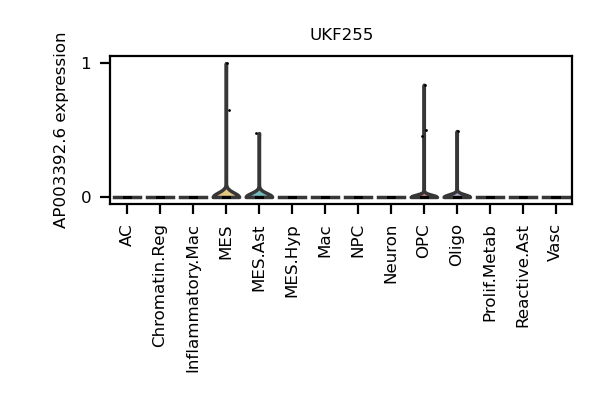 UKF255
AP003392.6 expression
1
0
AC
Chromatin.Reg
Inflammatory.Mac
MES
MES.Ast
MES.Hyp
Mac
NPC
Neuron
OPC
Oligo
Prolif.Metab
Reactive.Ast
Vasc